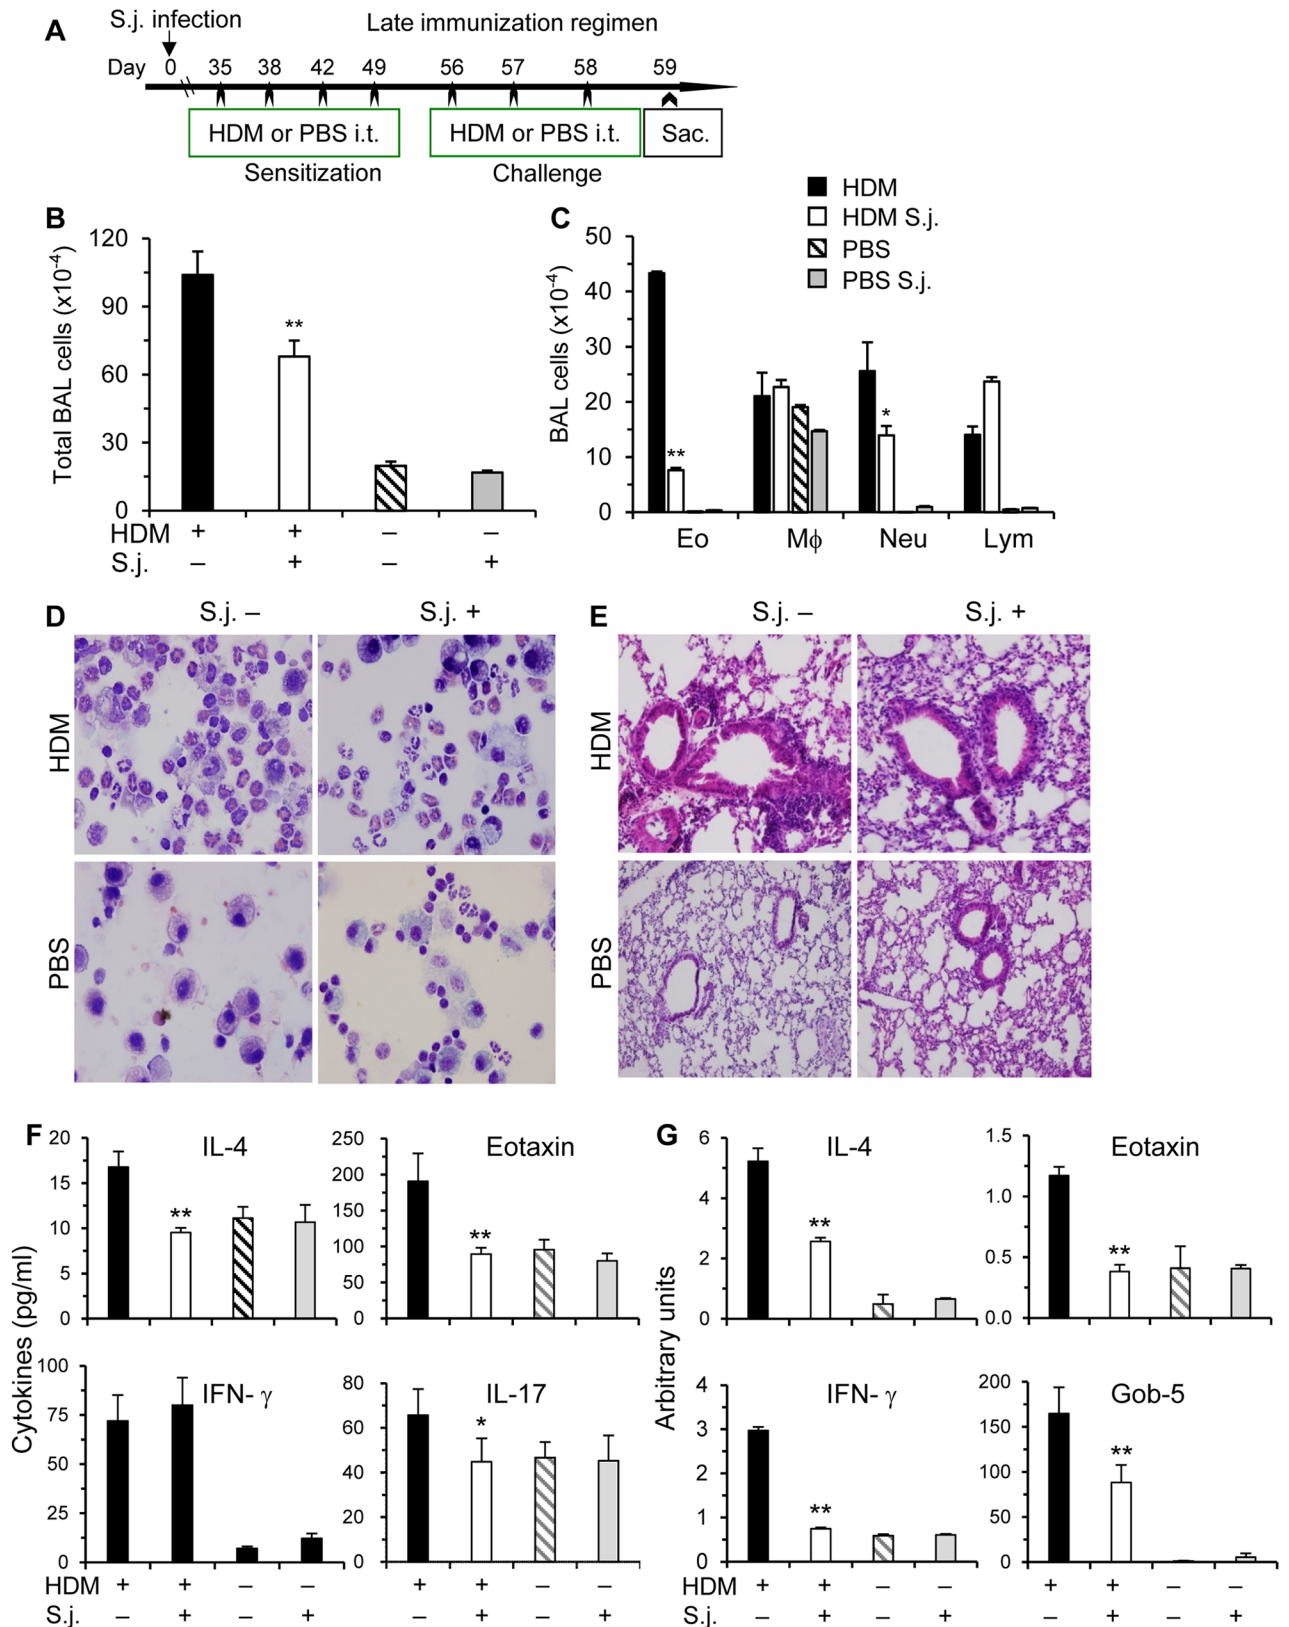 A
S.j. infection
Late immunization regimen
Day 0 35 38 42 49 56 57 58 59
HDM or PBS i.t. HDM or PBS i.t. Sac.
Sensitization Challenge
B
Total BAL cells (x10-4)
120
90
60
30
0
**
HDM + + – –
S.j. – + – +
C
HDM
HDM S.j.
PBS
PBS S.j.
BAL cells (x10-4)
50
40
30
20
10
0
**
*
Eo Mϕ Neu Lym
D
S.j. – S.j. +
HDM
PBS
E
S.j. – S.j. +
HDM
PBS
F
Cytokines (pg/ml)
IL-4
20
15
10
5
0
**
Eotaxin
250
200
150
100
50
0
**
IFN- γ
100
75
50
25
0
IL-17
80
60
40
20
0
*
HDM + + – – + + – –
S.j. – + – + – + – +
G
Arbitrary units
IL-4
6
4
2
0
**
Eotaxin
1.5
1.0
0.5
0.0
**
IFN- γ
4
3
2
1
0
**
Gob-5
200
150
100
50
0
**
HDM + + – – + + – –
S.j. – + – + – + – +